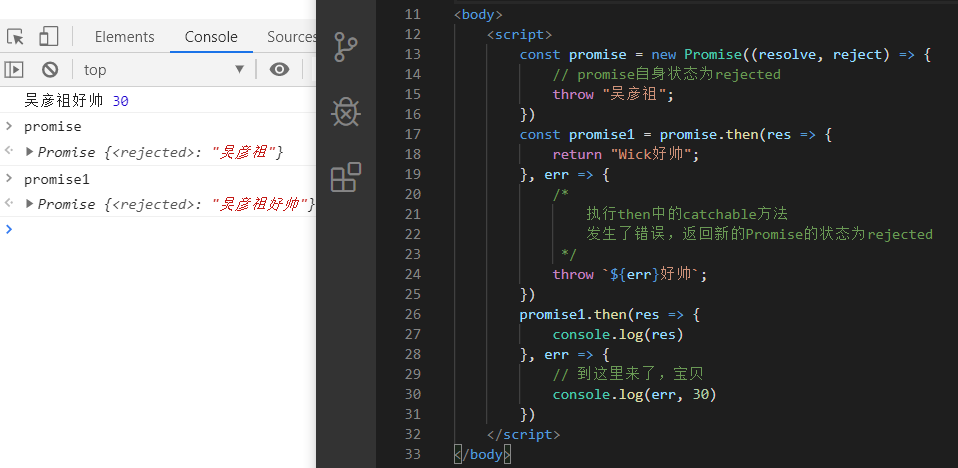 Elements Console Sources
top
吴彦祖好帅 30
promise
Promise {<rejected>: "吴彦祖"}
promise1
Promise {<rejected>: "吴彦祖好帅"}
11 <body>
12 <script>
13 const promise = new Promise((resolve, reject) => {
14 // promise自身状态为rejected
15 throw "吴彦祖";
16 })
17 const promise1 = promise.then(res => {
18 return "Wick好帅";
19 }, err => {
20 /*
21 执行then中的catchable方法
22 发生了错误，返回新的Promise的状态为rejected
23 */
24 throw `${err}好帅`;
25 })
26 promise1.then(res => {
27 console.log(res)
28 }, err => {
29 // 到这里来了，宝贝
30 console.log(err, 30)
31 })
32 </script>
33 </body>